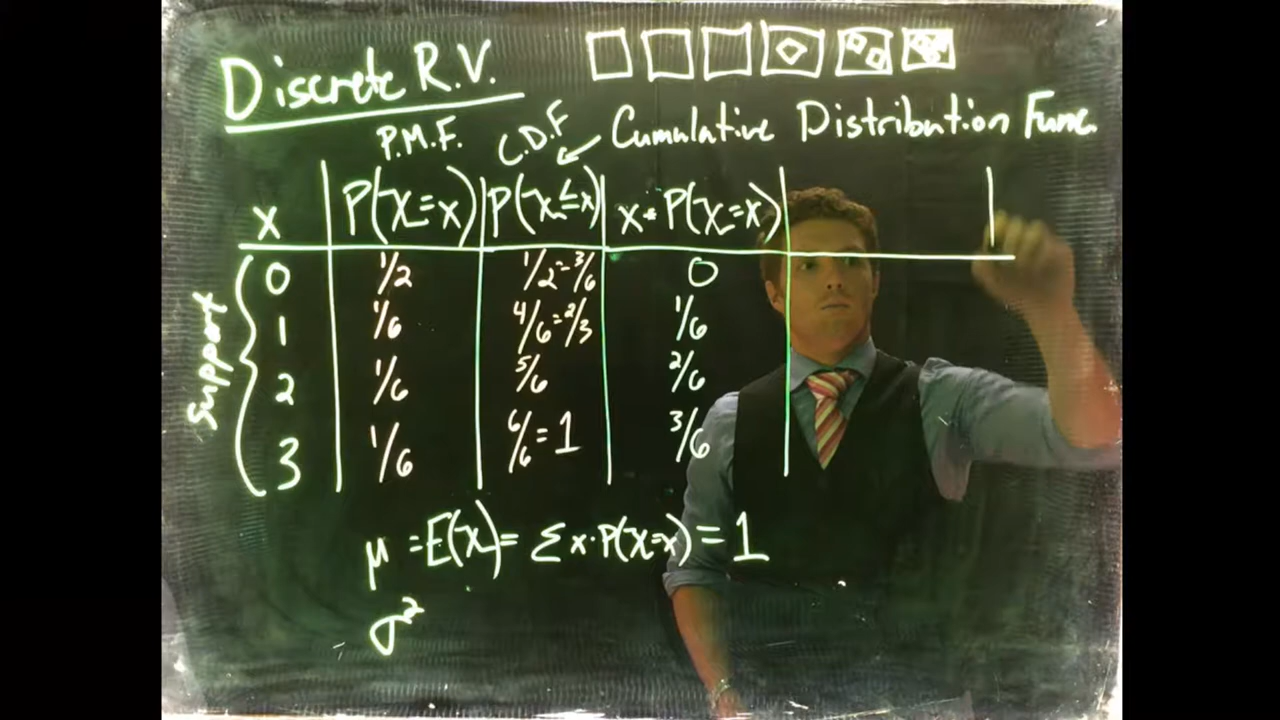 Discrete R.V.
P.M.F. C.D.F Cumulative Distribution Func.
x P(X=x) P(X≤x) x•P(X=x)
0 1/2 1/2=3/6 0
1 1/6 4/6=2/3 1/6
2 1/6 5/6 2/6
3 1/6 6/6=1 3/6
Support
μ = E(X) = Σ x·P(X=x) = 1
σ²